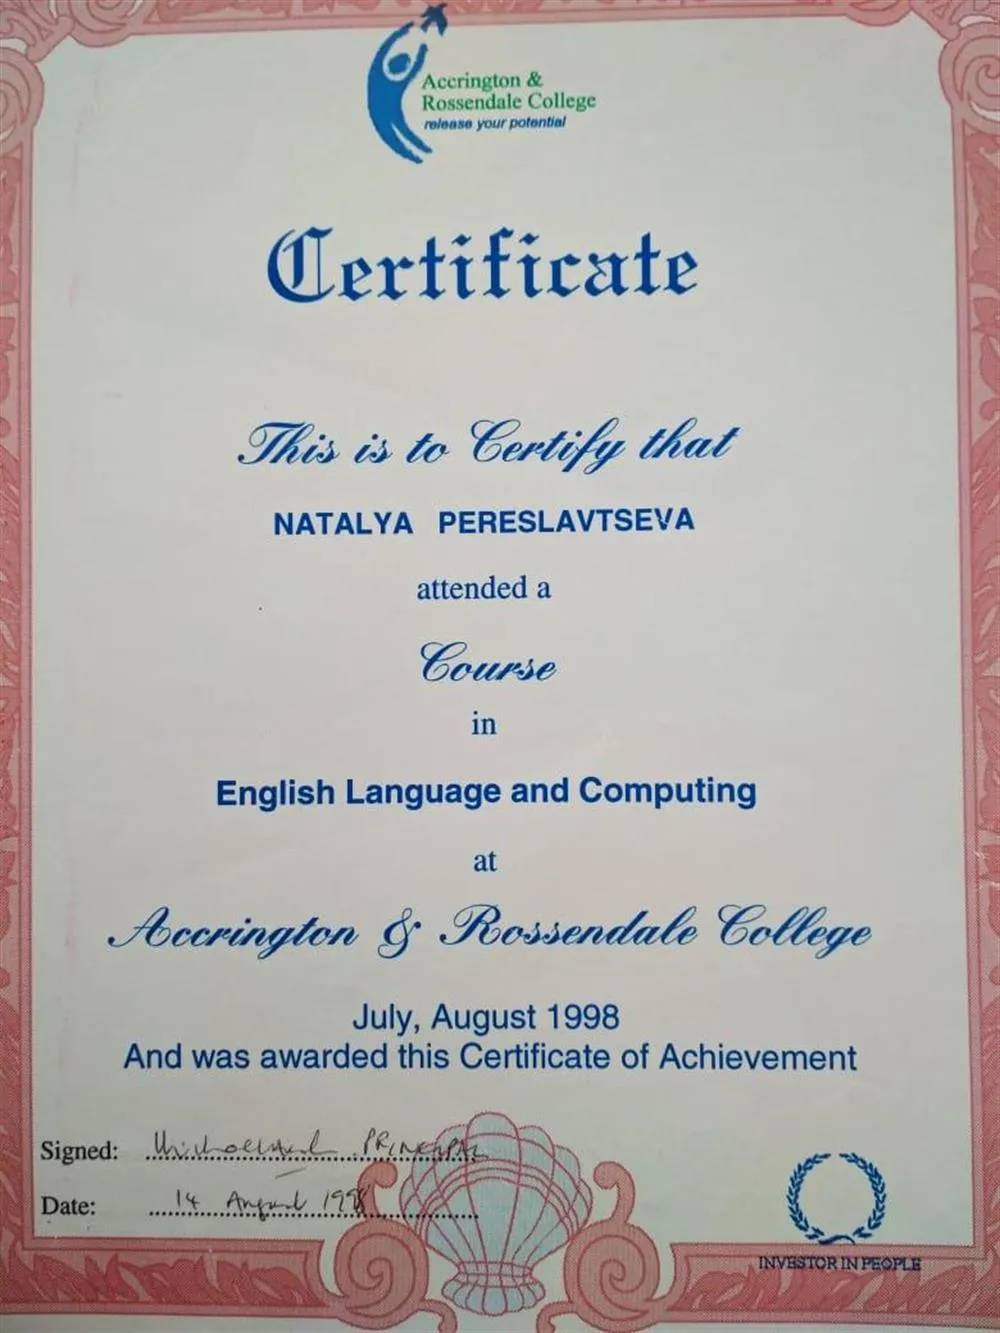 Accrington &
Rossendale College
release your potential
Certificate
This is to Certify that
NATALYA PERESLAVTSEVA
attended a
Course
in
English Language and Computing
at
Accrington & Rossendale College
July, August 1998
And was awarded this Certificate of Achievement
Signed: PRINCIPAL
Date: 14 August 1998
INVESTOR IN PEOPLE